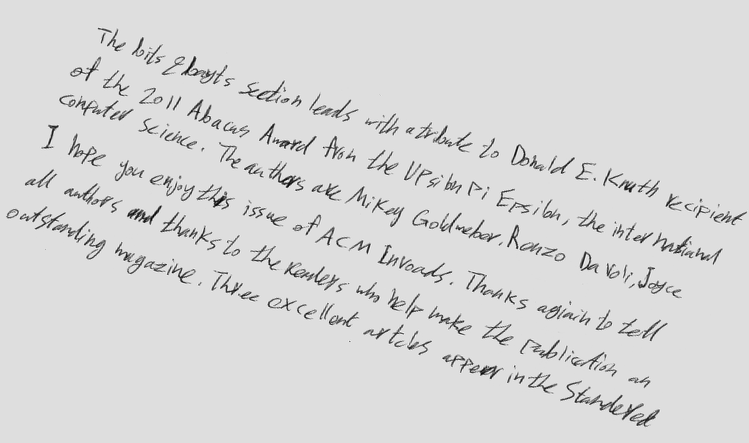 The bits & bayts section leads with a tribute to Donald E. Knuth recipient
of the 2011 Abacus Award from the Upsilon Pi Epsilon, the international
computer Science. The authors are Mikey Goldweber, Renzo Davoli, Joyce
I hope you enjoy this issue of ACM Inroads. Thanks again to tell
all authors and thanks to the readers who help make the publication an
outstanding magazine. Three excellent articles appear in the Standered